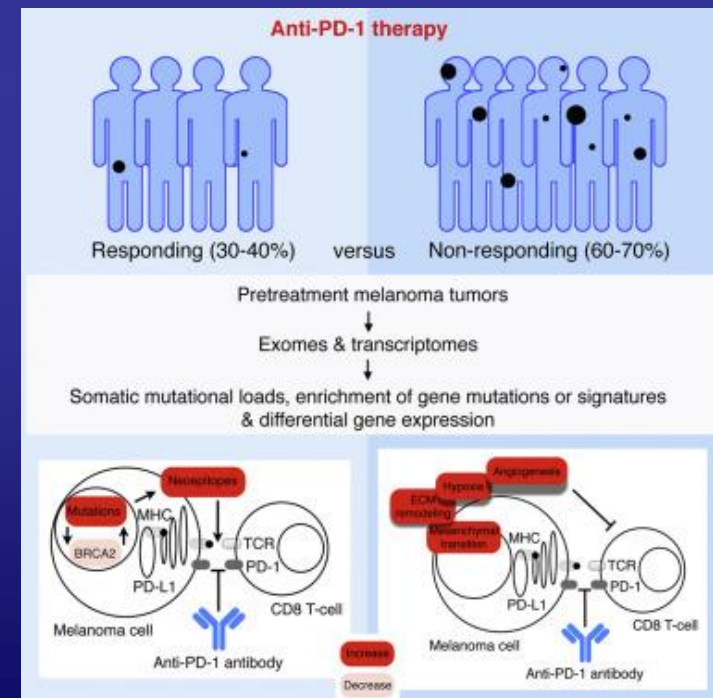 Anti-PD-1 therapy
Responding (30-40%) versus Non-responding (60-70%)
Pretreatment melanoma tumors
Exomes & transcriptomes
Somatic mutational loads, enrichment of gene mutations or signatures
& differential gene expression
Neoepitopes
Mutations
MHC
BRCA2
TCR
PD-1
PD-L1
CD8 T-cell
Melanoma cell
Anti-PD-1 antibody
Angiogenesis
Hypoxia
ECM
remodeling
Mesenchymal
transition
MHC
TCR
PD-1
PD-L1
CD8 T-cell
Melanoma cell
Anti-PD-1 antibody
Increase
Decrease